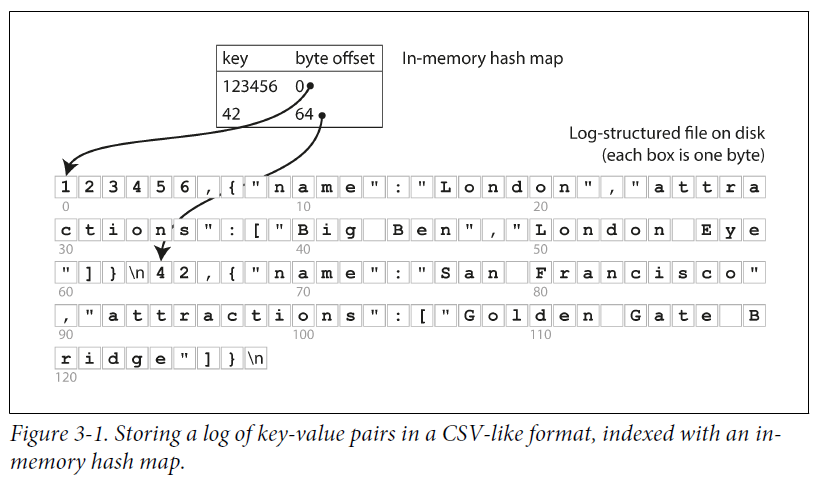 key byte offset In-memory hash map
123456 0
42 64
Log-structured file on disk
(each box is one byte)
123456,{"name":"London","attra
0 10 20
ctions":["Big Ben","London Eye
30 40 50
"]}\n42,{"name":"San Francisco"
60 70 80
,"attractions":["Golden Gate B
90 100 110
ridge"]}\n
120
Figure 3-1. Storing a log of key-value pairs in a CSV-like format, indexed with an in-
memory hash map.